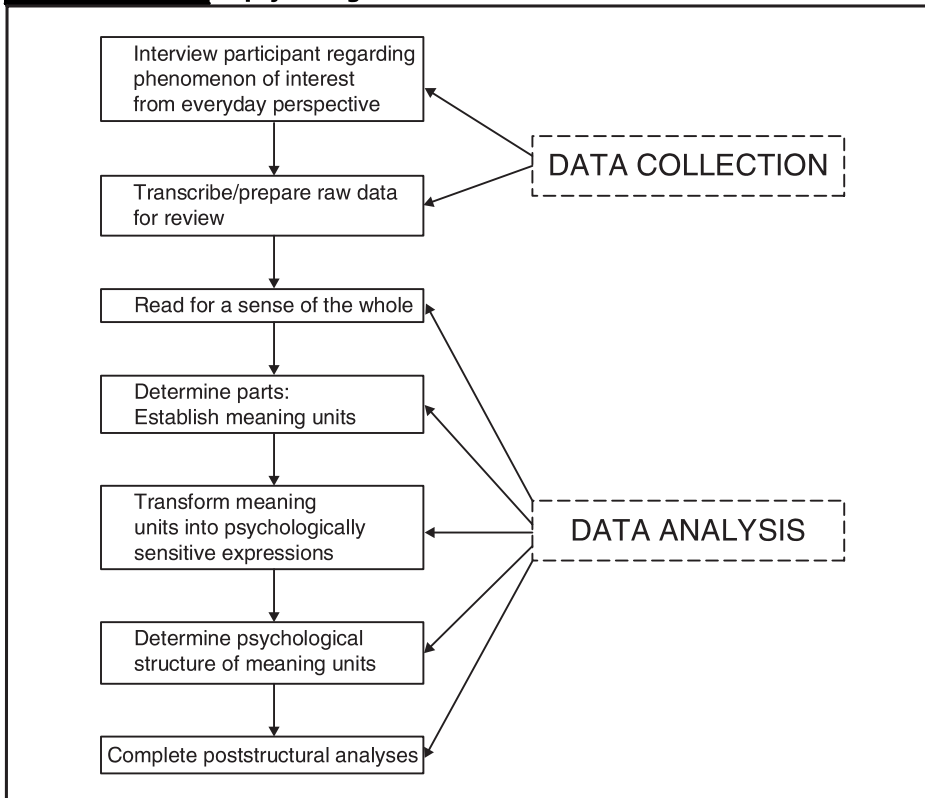 Interview participant regarding
phenomenon of interest
from everyday perspective
DATA COLLECTION
Transcribe/prepare raw data
for review
Read for a sense of the whole
Determine parts:
Establish meaning units
Transform meaning
units into psychologically
sensitive expressions
DATA ANALYSIS
Determine psychological
structure of meaning units
Complete poststructural analyses